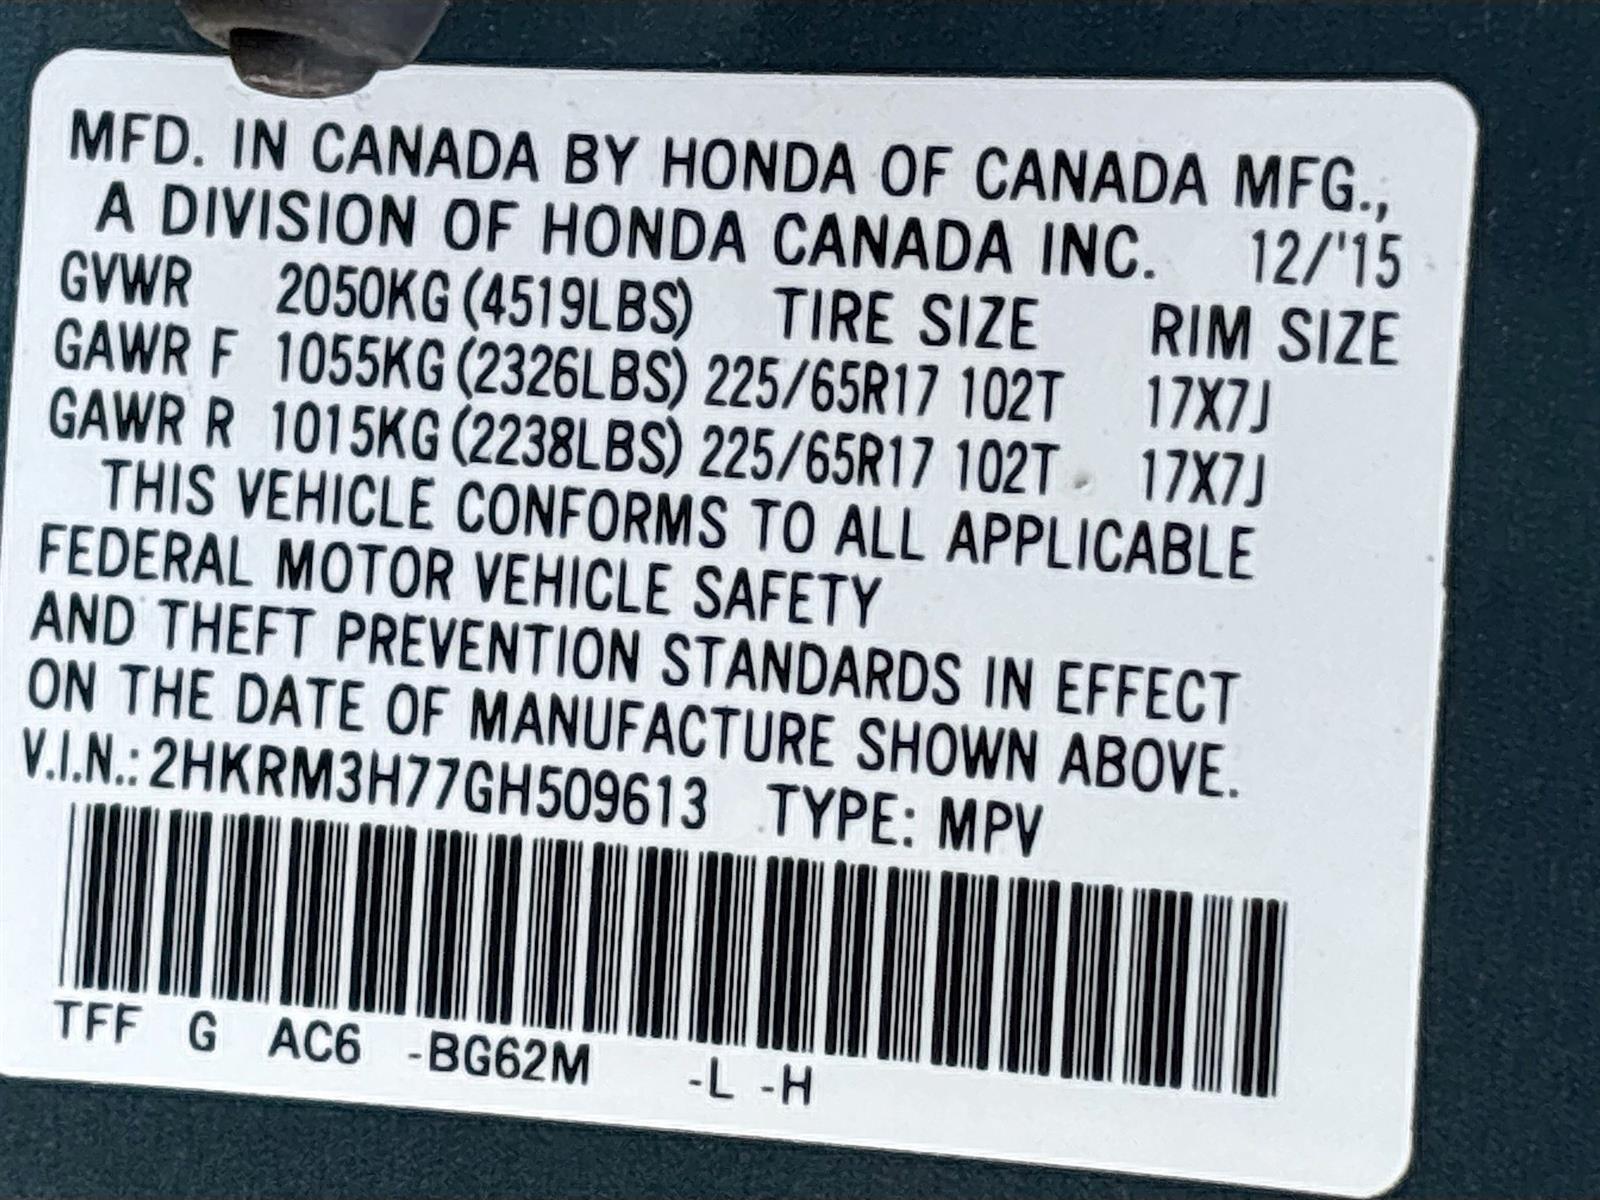 MFD. IN CANADA BY HONDA OF CANADA MFG.,
A DIVISION OF HONDA CANADA INC. 12/'15
GVWR 2050KG (4519LBS) TIRE SIZE RIM SIZE
GAWR F 1055KG (2326LBS) 225/65R17 102T 17X7J
GAWR R 1015KG (2238LBS) 225/65R17 102T 17X7J
THIS VEHICLE CONFORMS TO ALL APPLICABLE
FEDERAL MOTOR VEHICLE SAFETY
AND THEFT PREVENTION STANDARDS IN EFFECT
ON THE DATE OF MANUFACTURE SHOWN ABOVE.
V.I.N.: 2HKRM3H77GH509613 TYPE: MPV
TFF G AC6 -BG62M -L -H